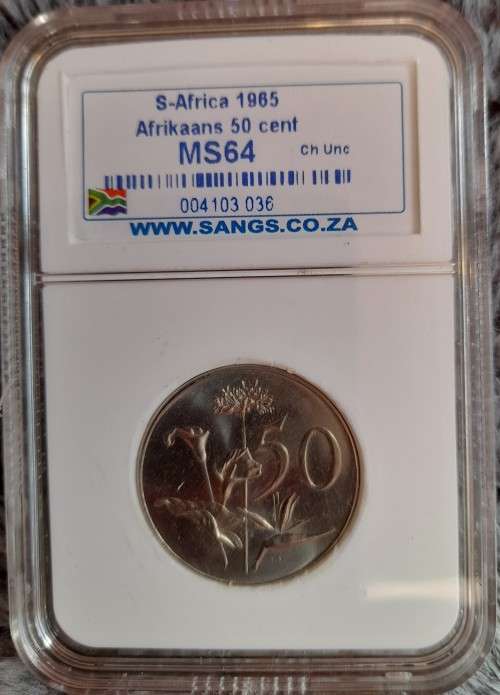 S-Africa 1965
Afrikaans 50 cent
MS64 Ch Unc
004103 036
WWW.SANGS.CO.ZA
50